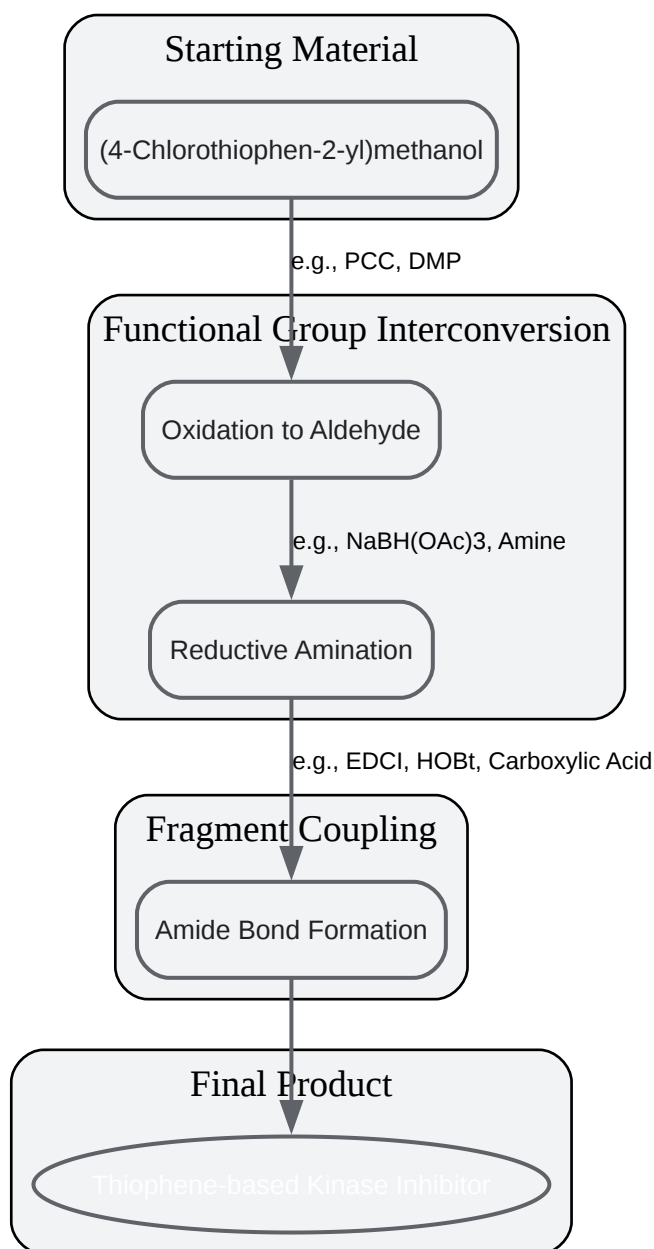 Starting Material
(4-Chlorothiophen-2-yl)methanol
e.g., PCC, DMP
Functional Group Interconversion
Oxidation to Aldehyde
e.g., NaBH(OAc)3, Amine
Reductive Amination
e.g., EDCI, HOBt, Carboxylic Acid
Fragment Coupling
Amide Bond Formation
Final Product
Thiophene-based Kinase Inhibitor